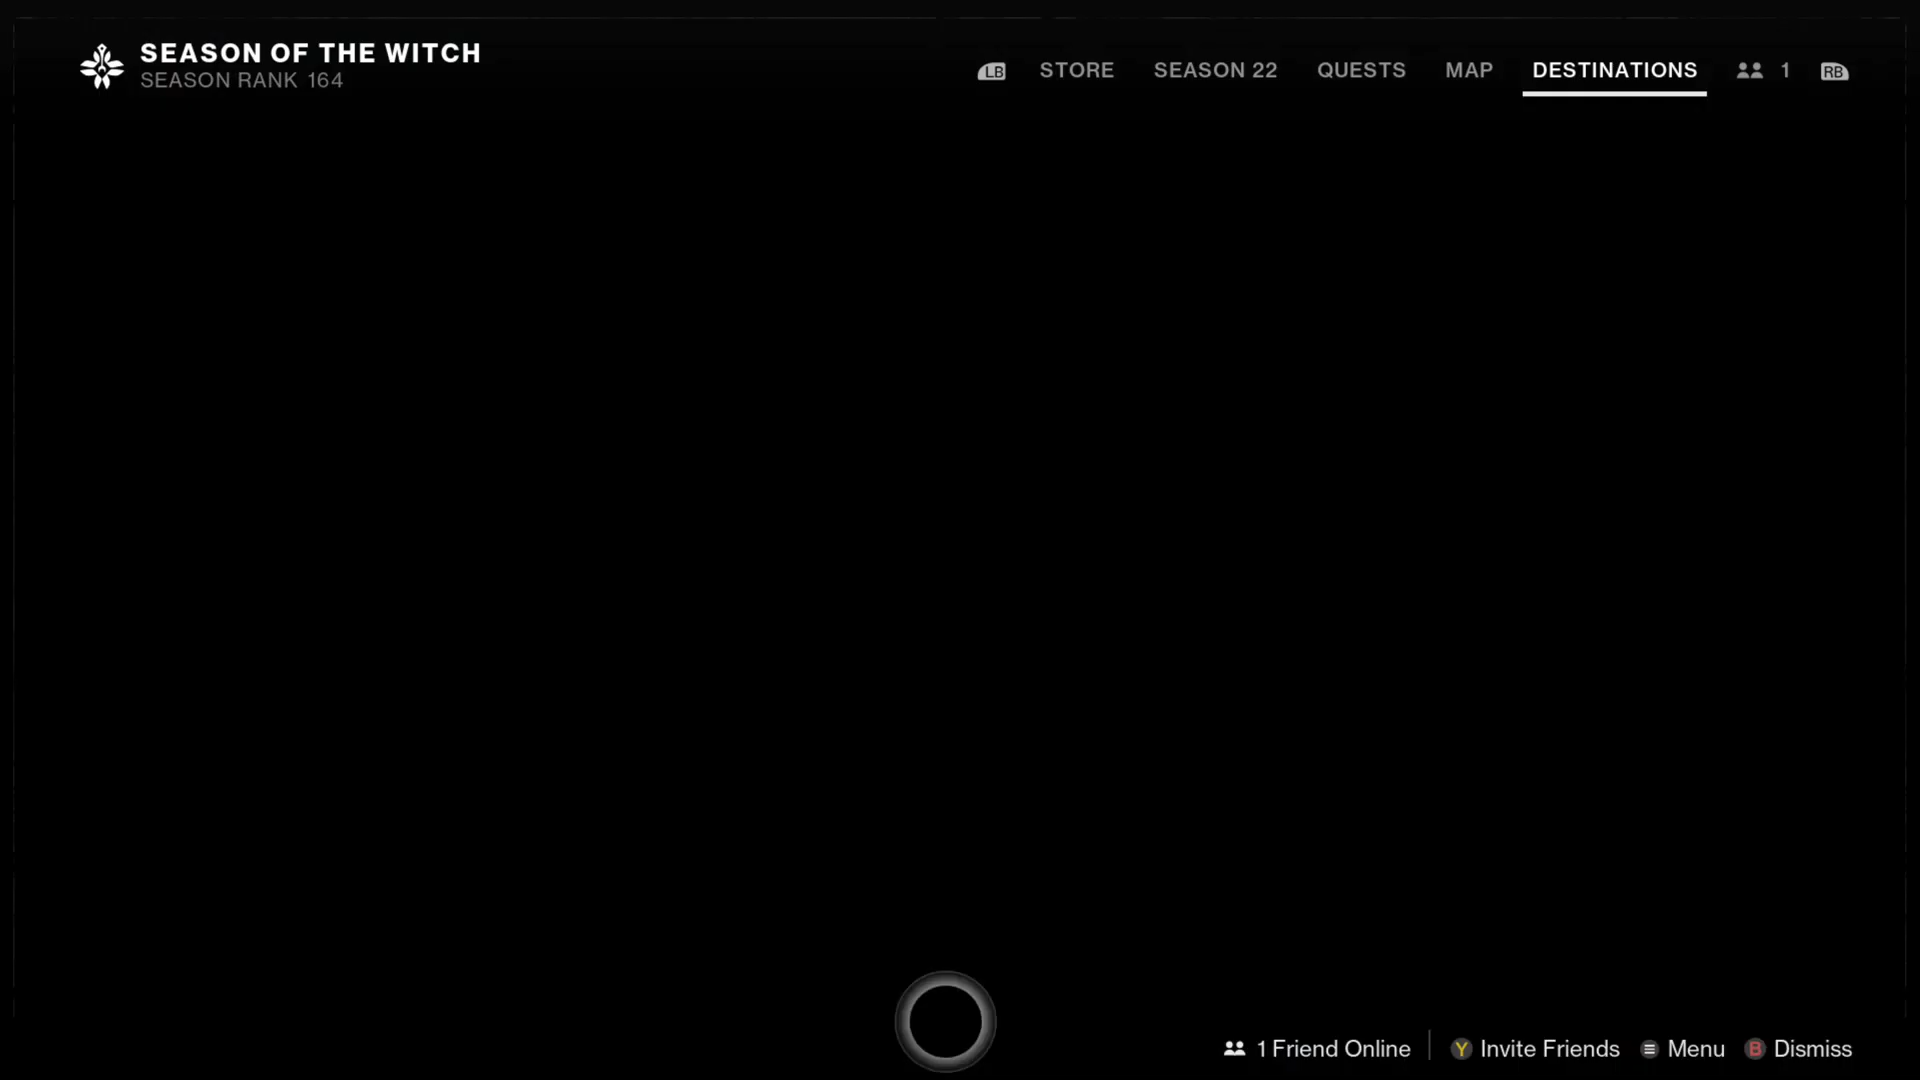 SEASON OF THE WITCH
SEASON RANK 164
LB STORE SEASON 22 QUESTS MAP DESTINATIONS 1 RB
1 Friend Online Y Invite Friends Menu B Dismiss